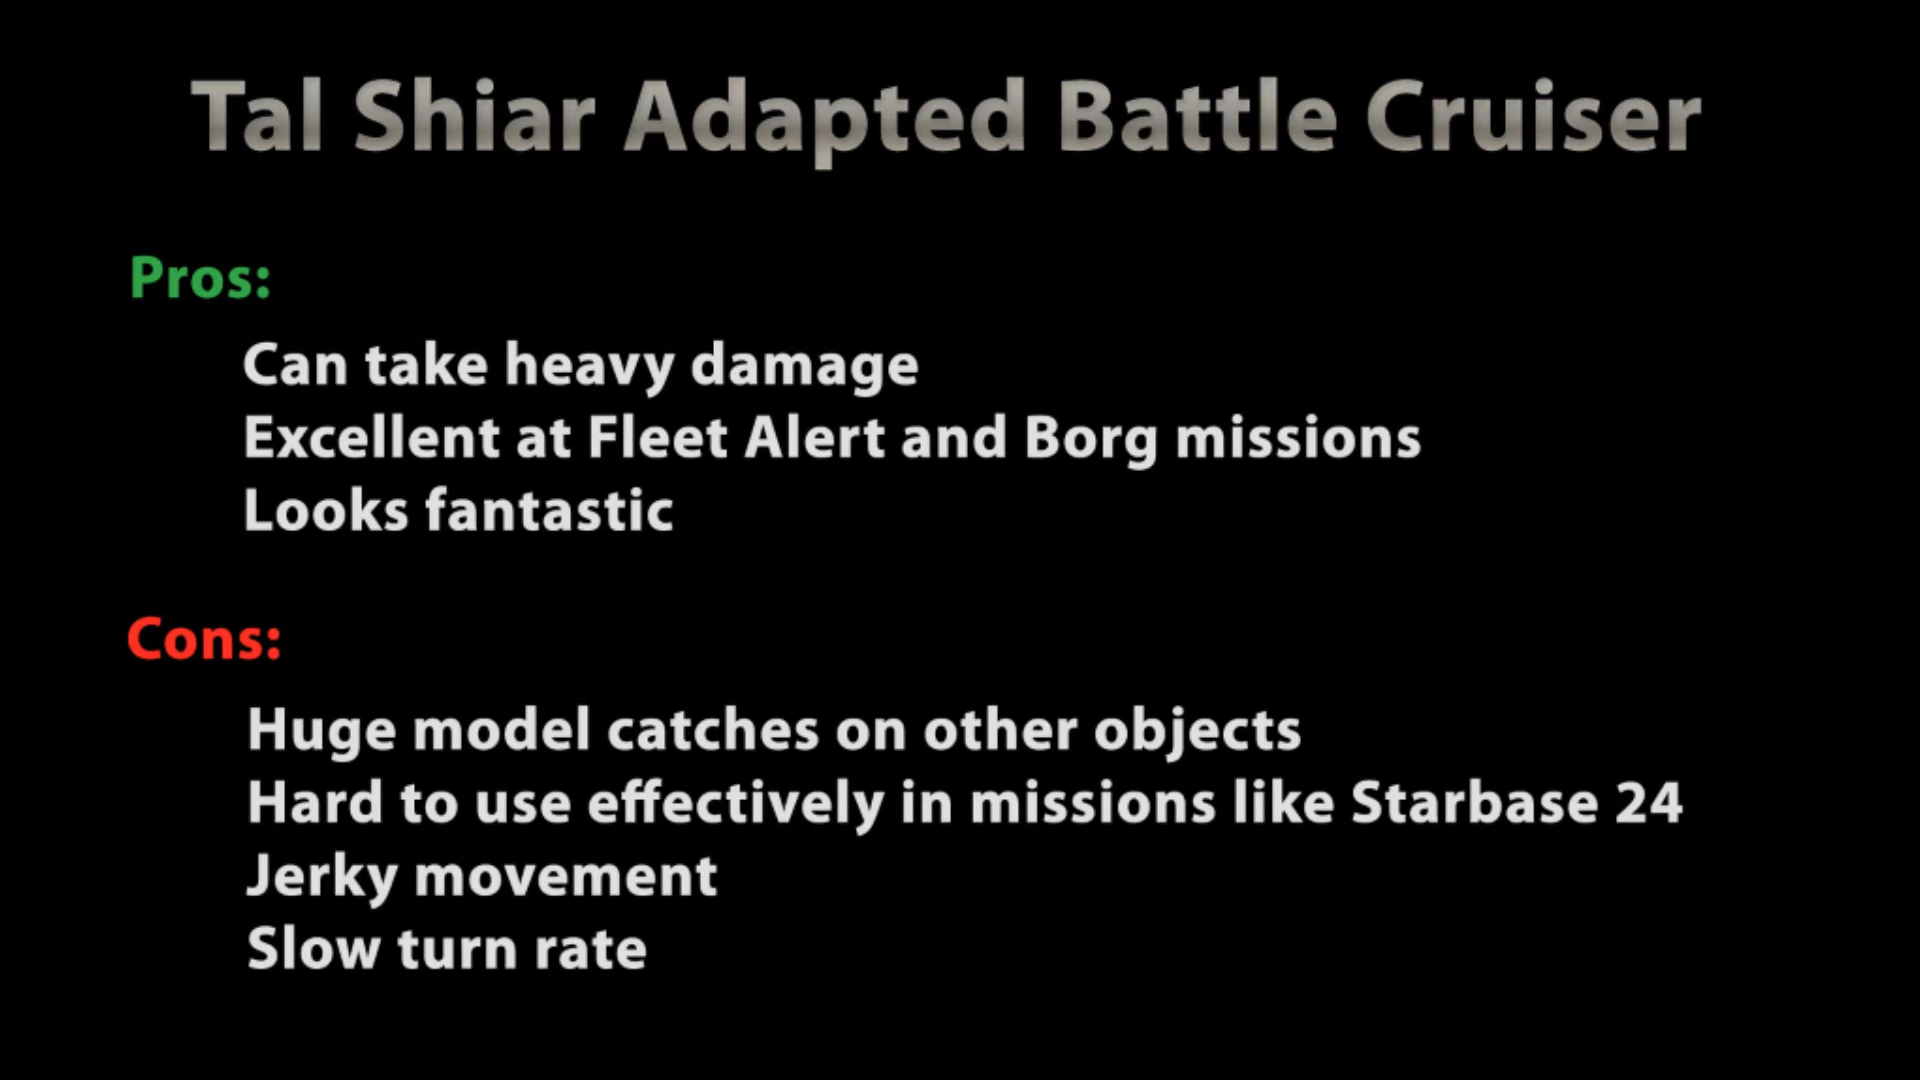 Tal Shiar Adapted Battle Cruiser
Pros:
Can take heavy damage
Excellent at Fleet Alert and Borg missions
Looks fantastic
Cons:
Huge model catches on other objects
Hard to use effectively in missions like Starbase 24
Jerky movement
Slow turn rate